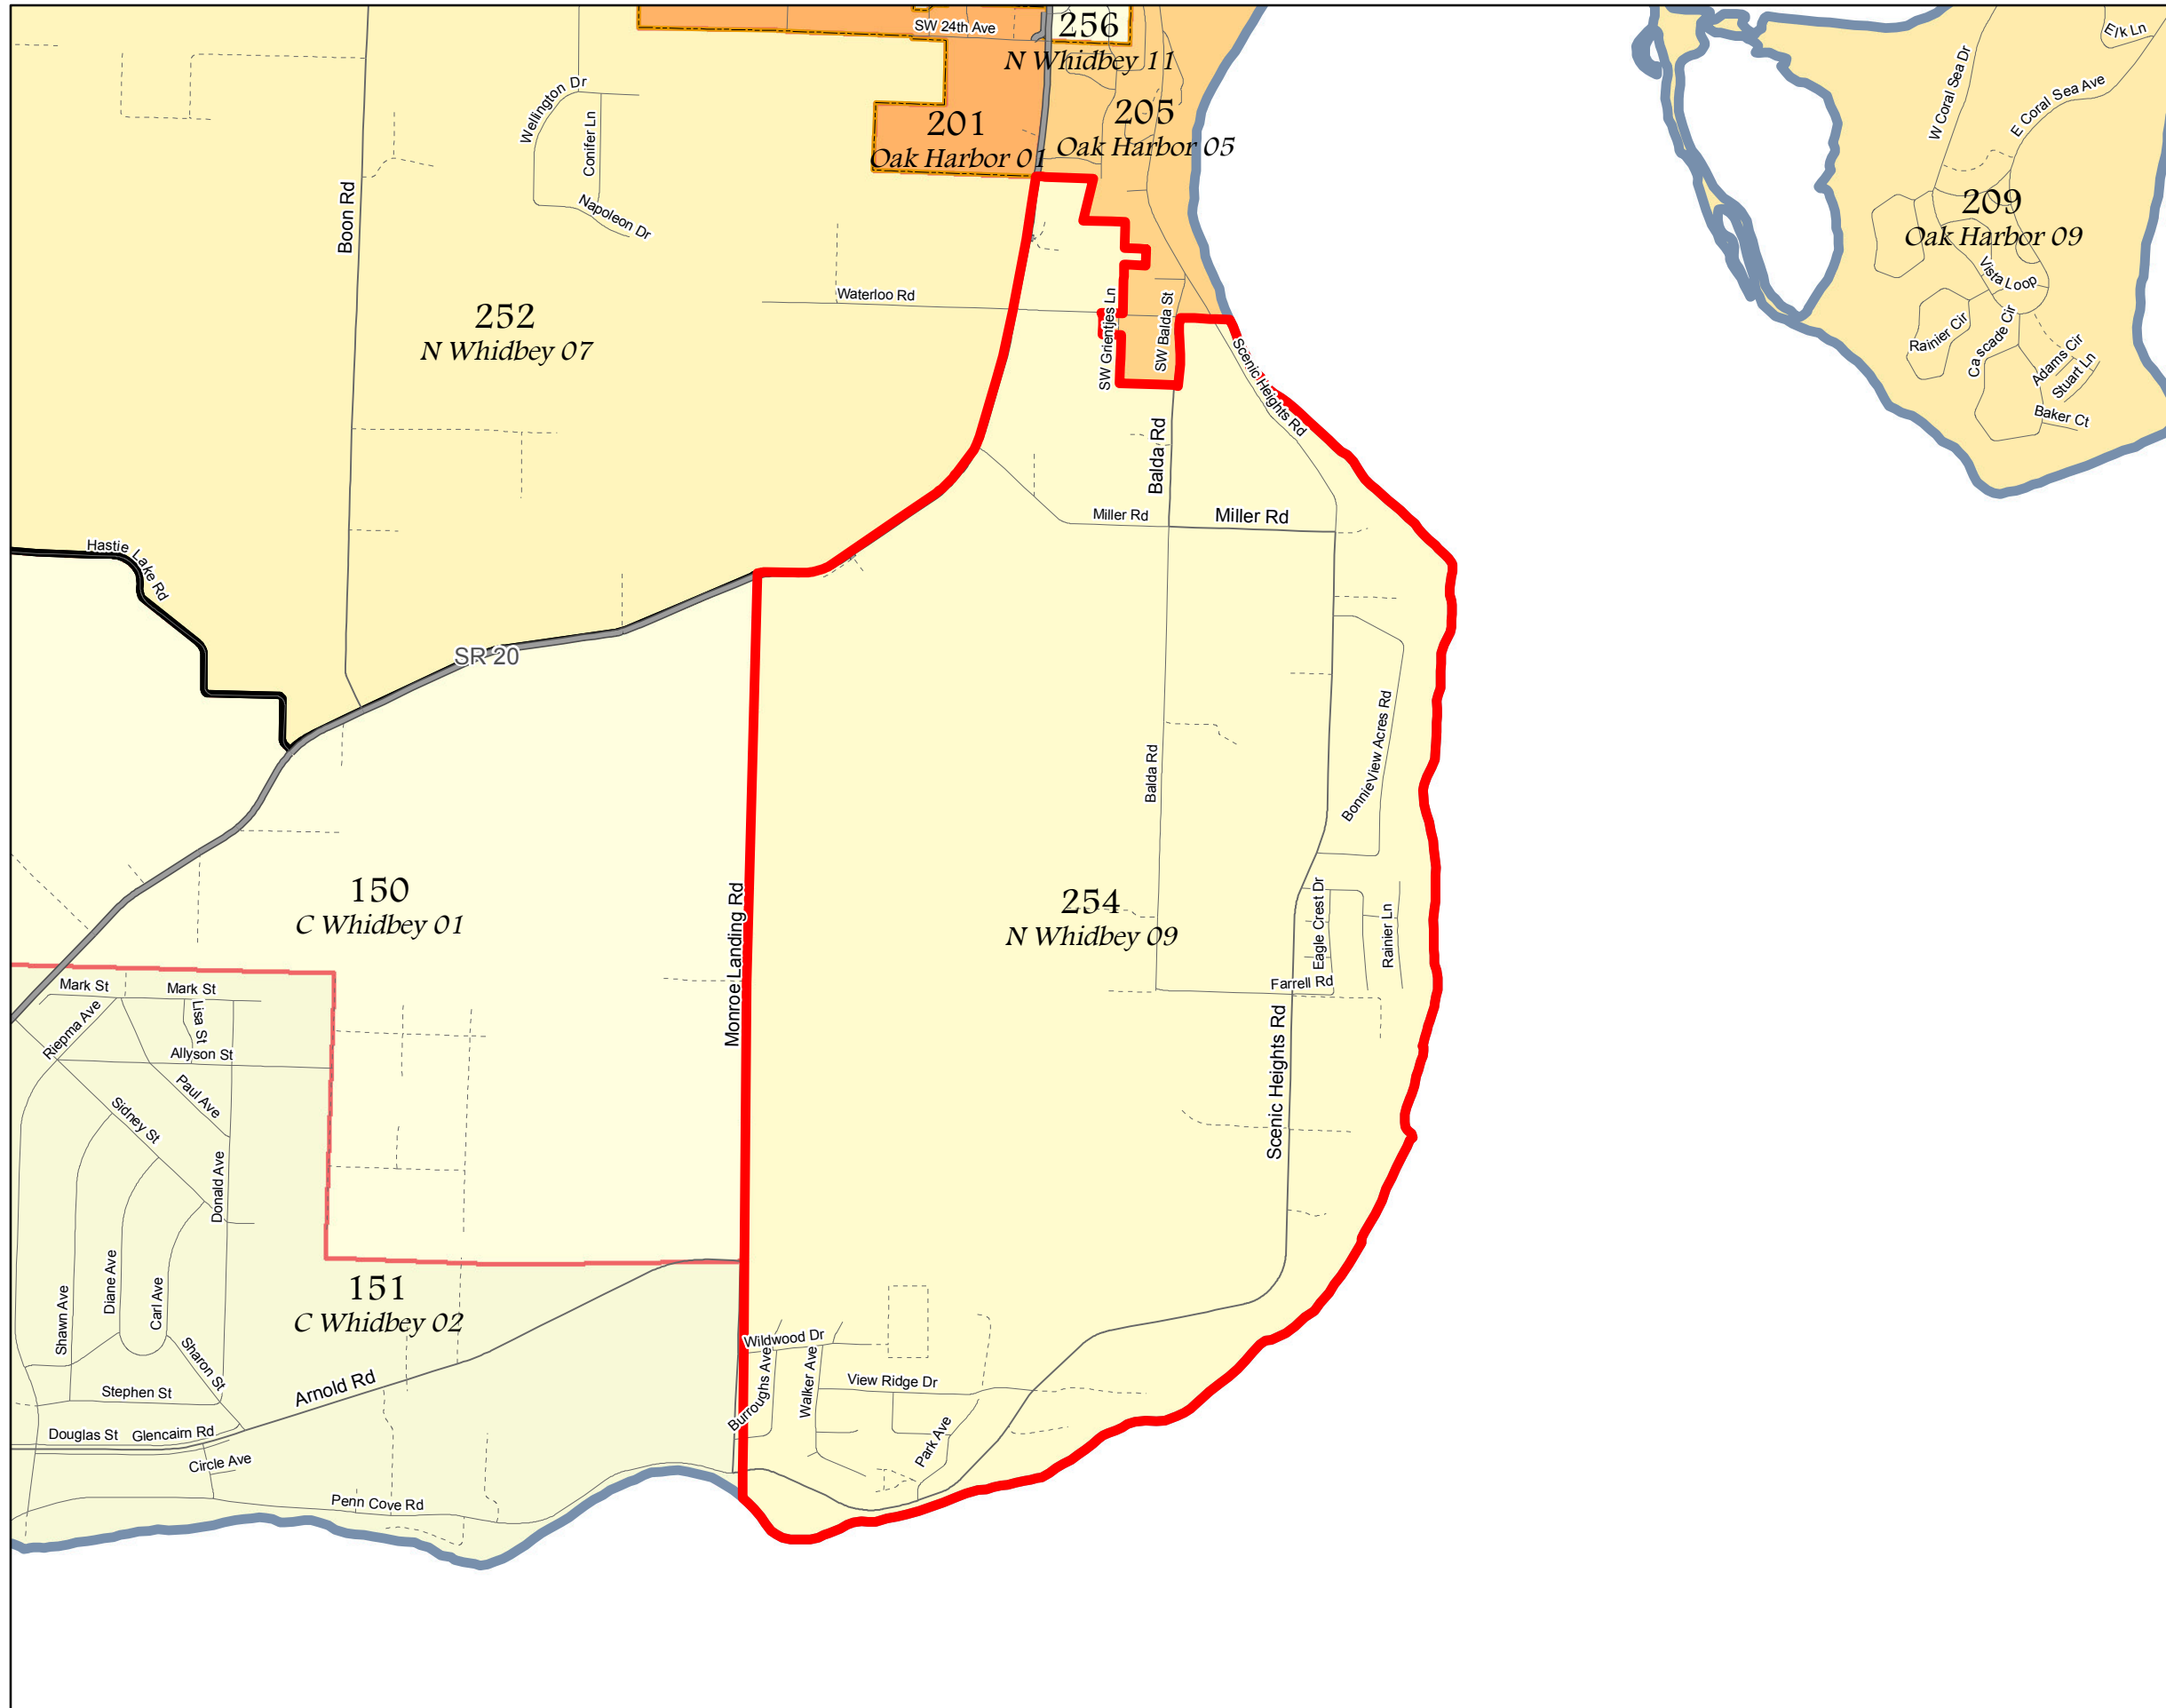 SW 24th Ave
256
N Whidbey 11
Elk Ln
W Coral Sea Dr
E Coral Sea Ave
Wellington Dr
Conifer Ln
Napoleon Dr
Boon Rd
201
Oak Harbor 01
205
Oak Harbor 05
209
Oak Harbor 09
Vista Loop
Rainier Cir
Cascade Cir
Adams Cir
Stuart Ln
Baker Ct
Waterloo Rd
252
N Whidbey 07
SW Grientjes Ln
SW Balda St
Scenic Heights Rd
Balda Rd
Miller Rd
Miller Rd
Hastie Lake Rd
SR 20
Balda Rd
BonnieView Acres Rd
150
C Whidbey 01
Monroe Landing Rd
254
N Whidbey 09
Eagle Crest Dr
Rainier Ln
Farrell Rd
Scenic Heights Rd
Mark St
Mark St
Lisa St
Riepma Ave
Allyson St
Paul Ave
Sidney St
Donald Ave
151
C Whidbey 02
Shawn Ave
Diane Ave
Carl Ave
Sharon St
Stephen St
Arnold Rd
Douglas St
Glencairn Rd
Circle Ave
Penn Cove Rd
Wildwood Dr
Burroughs Ave
Walker Ave
View Ridge Dr
Park Ave